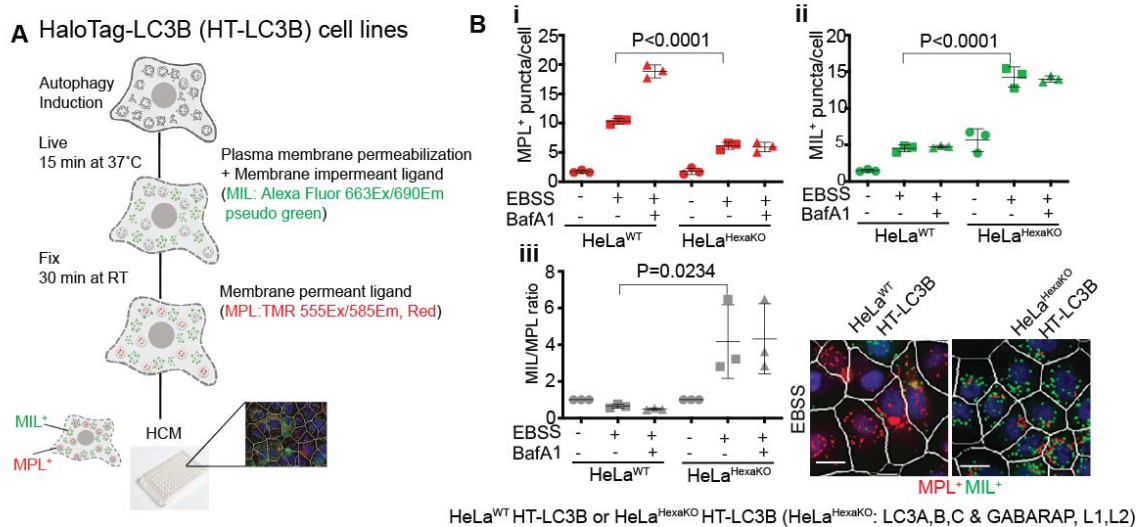 A HaloTag-LC3B (HT-LC3B) cell lines
Autophagy
Induction
Live
15 min at 37˚C
Plasma membrane permeabilization
+ Membrane impermeant ligand
(MIL: Alexa Fluor 663Ex/690Em
pseudo green)
Fix
30 min at RT
Membrane permeant ligand
(MPL:TMR 555Ex/585Em, Red)
MIL+
MPL+
HCM
B
i
P<0.0001
MPL+ puncta/cell
25
20
15
10
5
0
EBSS - + + - + +
BafA1 - - + - - +
HeLaWT HeLaHexaKO
ii
P<0.0001
MIL+ puncta/cell
20
15
10
5
0
EBSS - + + - + +
BafA1 - - + - - +
HeLaWT HeLaHexaKO
iii
P=0.0234
MIL/MPL ratio
8
6
4
2
0
EBSS - + + - + +
BafA1 - - + - - +
HeLaWT HeLaHexaKO
HeLaWT
HT-LC3B
HeLaHexaKO
HT-LC3B
EBSS
MPL+ MIL+
HeLaWT HT-LC3B or HeLaHexaKO HT-LC3B (HeLaHexaKO: LC3A,B,C & GABARAP, L1,L2)